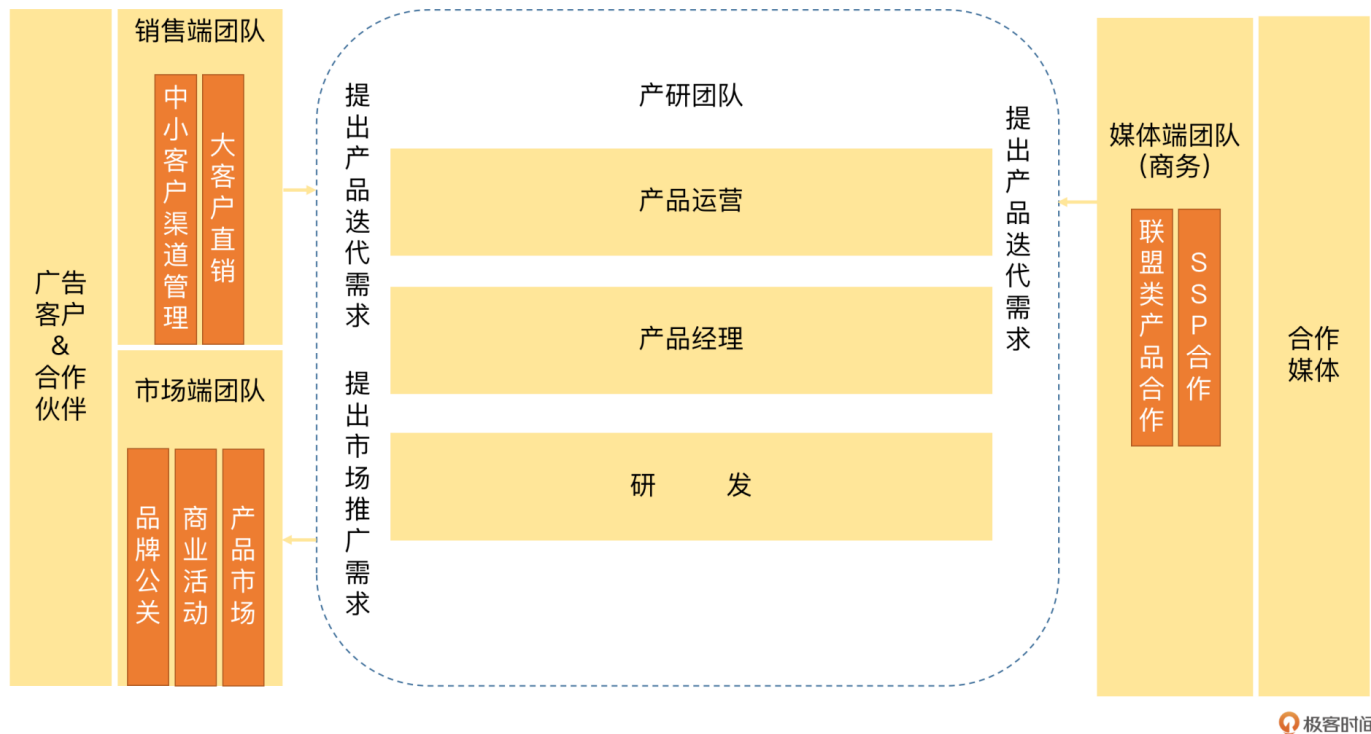 广告
客户
&
合作
伙伴
销售端团队
中小客户渠道管理
大客户直销
市场端团队
品牌公关
商业活动
产品市场
提出产品迭代需求
提出市场推广需求
产研团队
产品运营
产品经理
研 发
提出产品迭代需求
媒体端团队
（商务）
联盟类产品合作
SSP合作
合作
媒体
极客时间